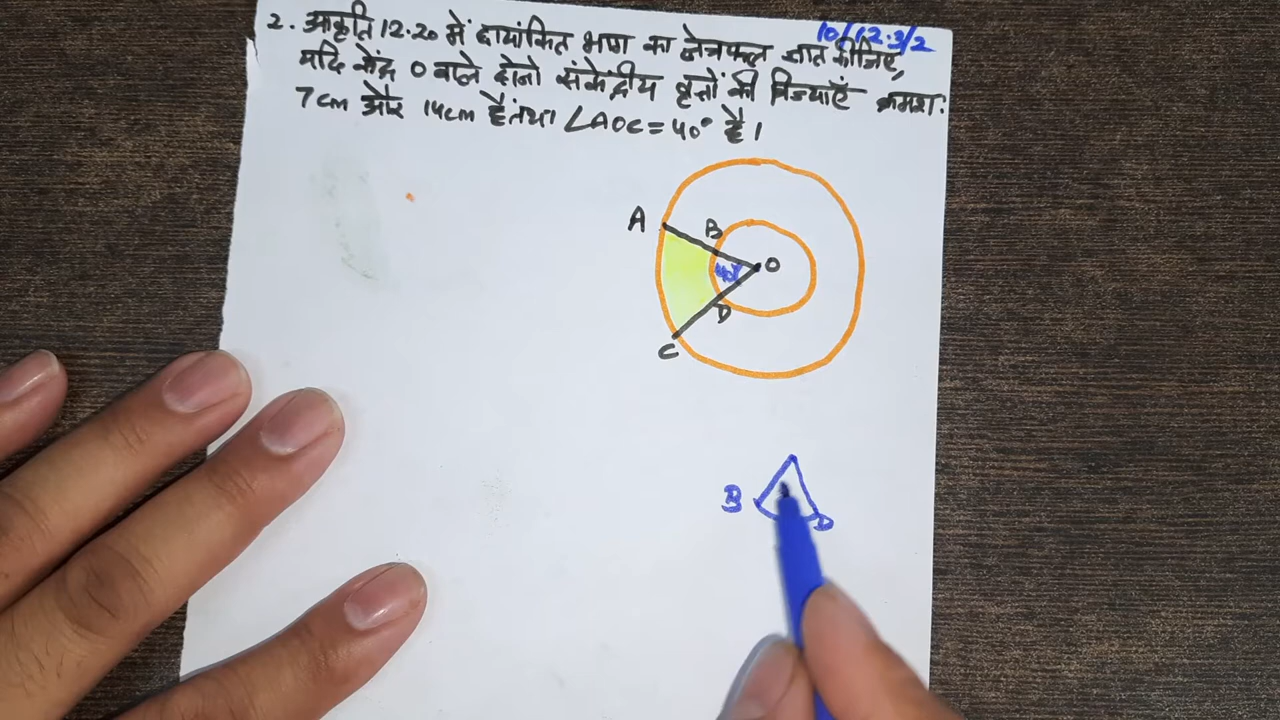 10/12.3/2
2. आकृति 12.20 में छायांकित भाग का क्षेत्रफल ज्ञात कीजिए,
यदि केंद्र O वाले दोनो संकेंद्रीय वृत्तों की त्रिज्याएँ क्रमश:
7cm और 14cm हैं तथा ∠AOC = 40° है।
A
B
O
40°
D
C
B
D